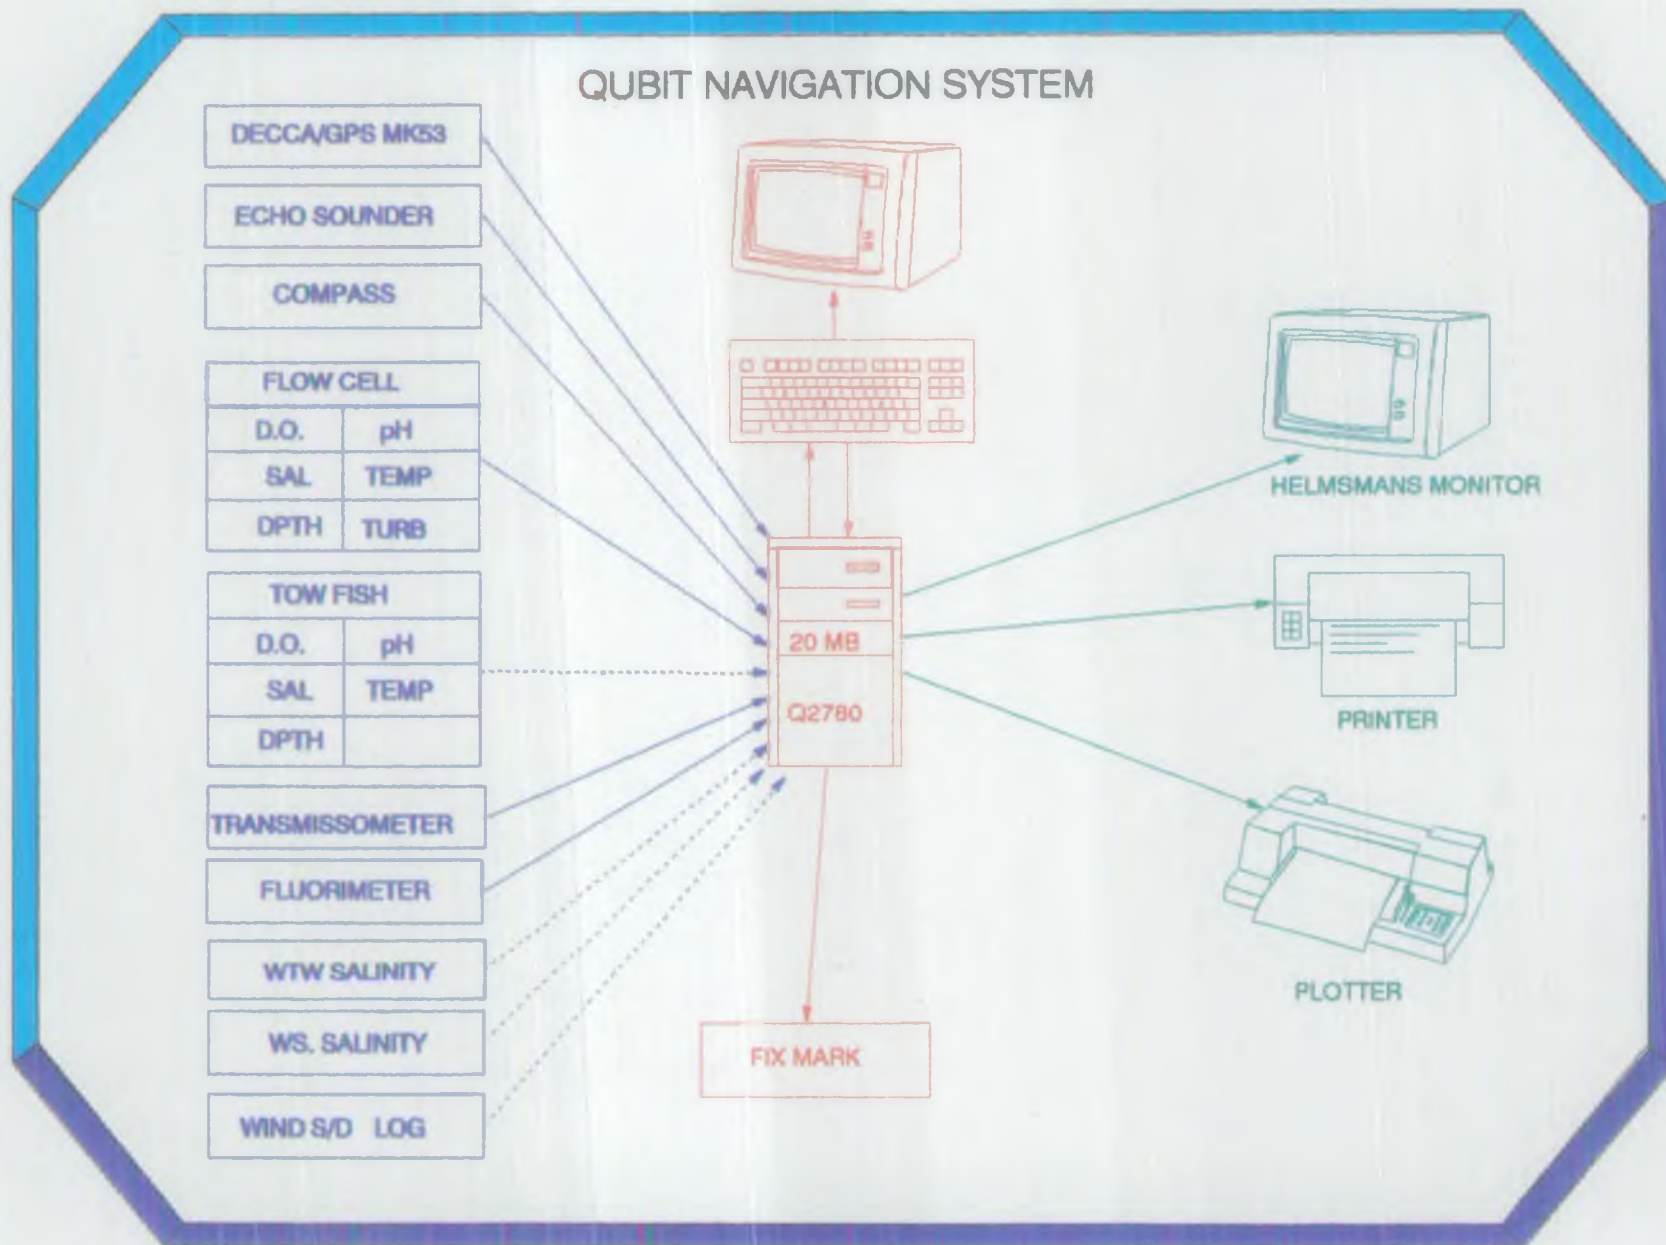 QUBIT NAVIGATION SYSTEM
DECCA/GPS MK53
ECHO SOUNDER
COMPASS
FLOW CELL
D.O. pH
SAL TEMP
DPTH TURB
TOW FISH
D.O. pH
SAL TEMP
DPTH
TRANSMISSOMETER
FLUORIMETER
WTW SALINITY
WS. SALINITY
WIND S/D LOG
20 MB
Q2780
FIX MARK
HELMSMANS MONITOR
PRINTER
PLOTTER